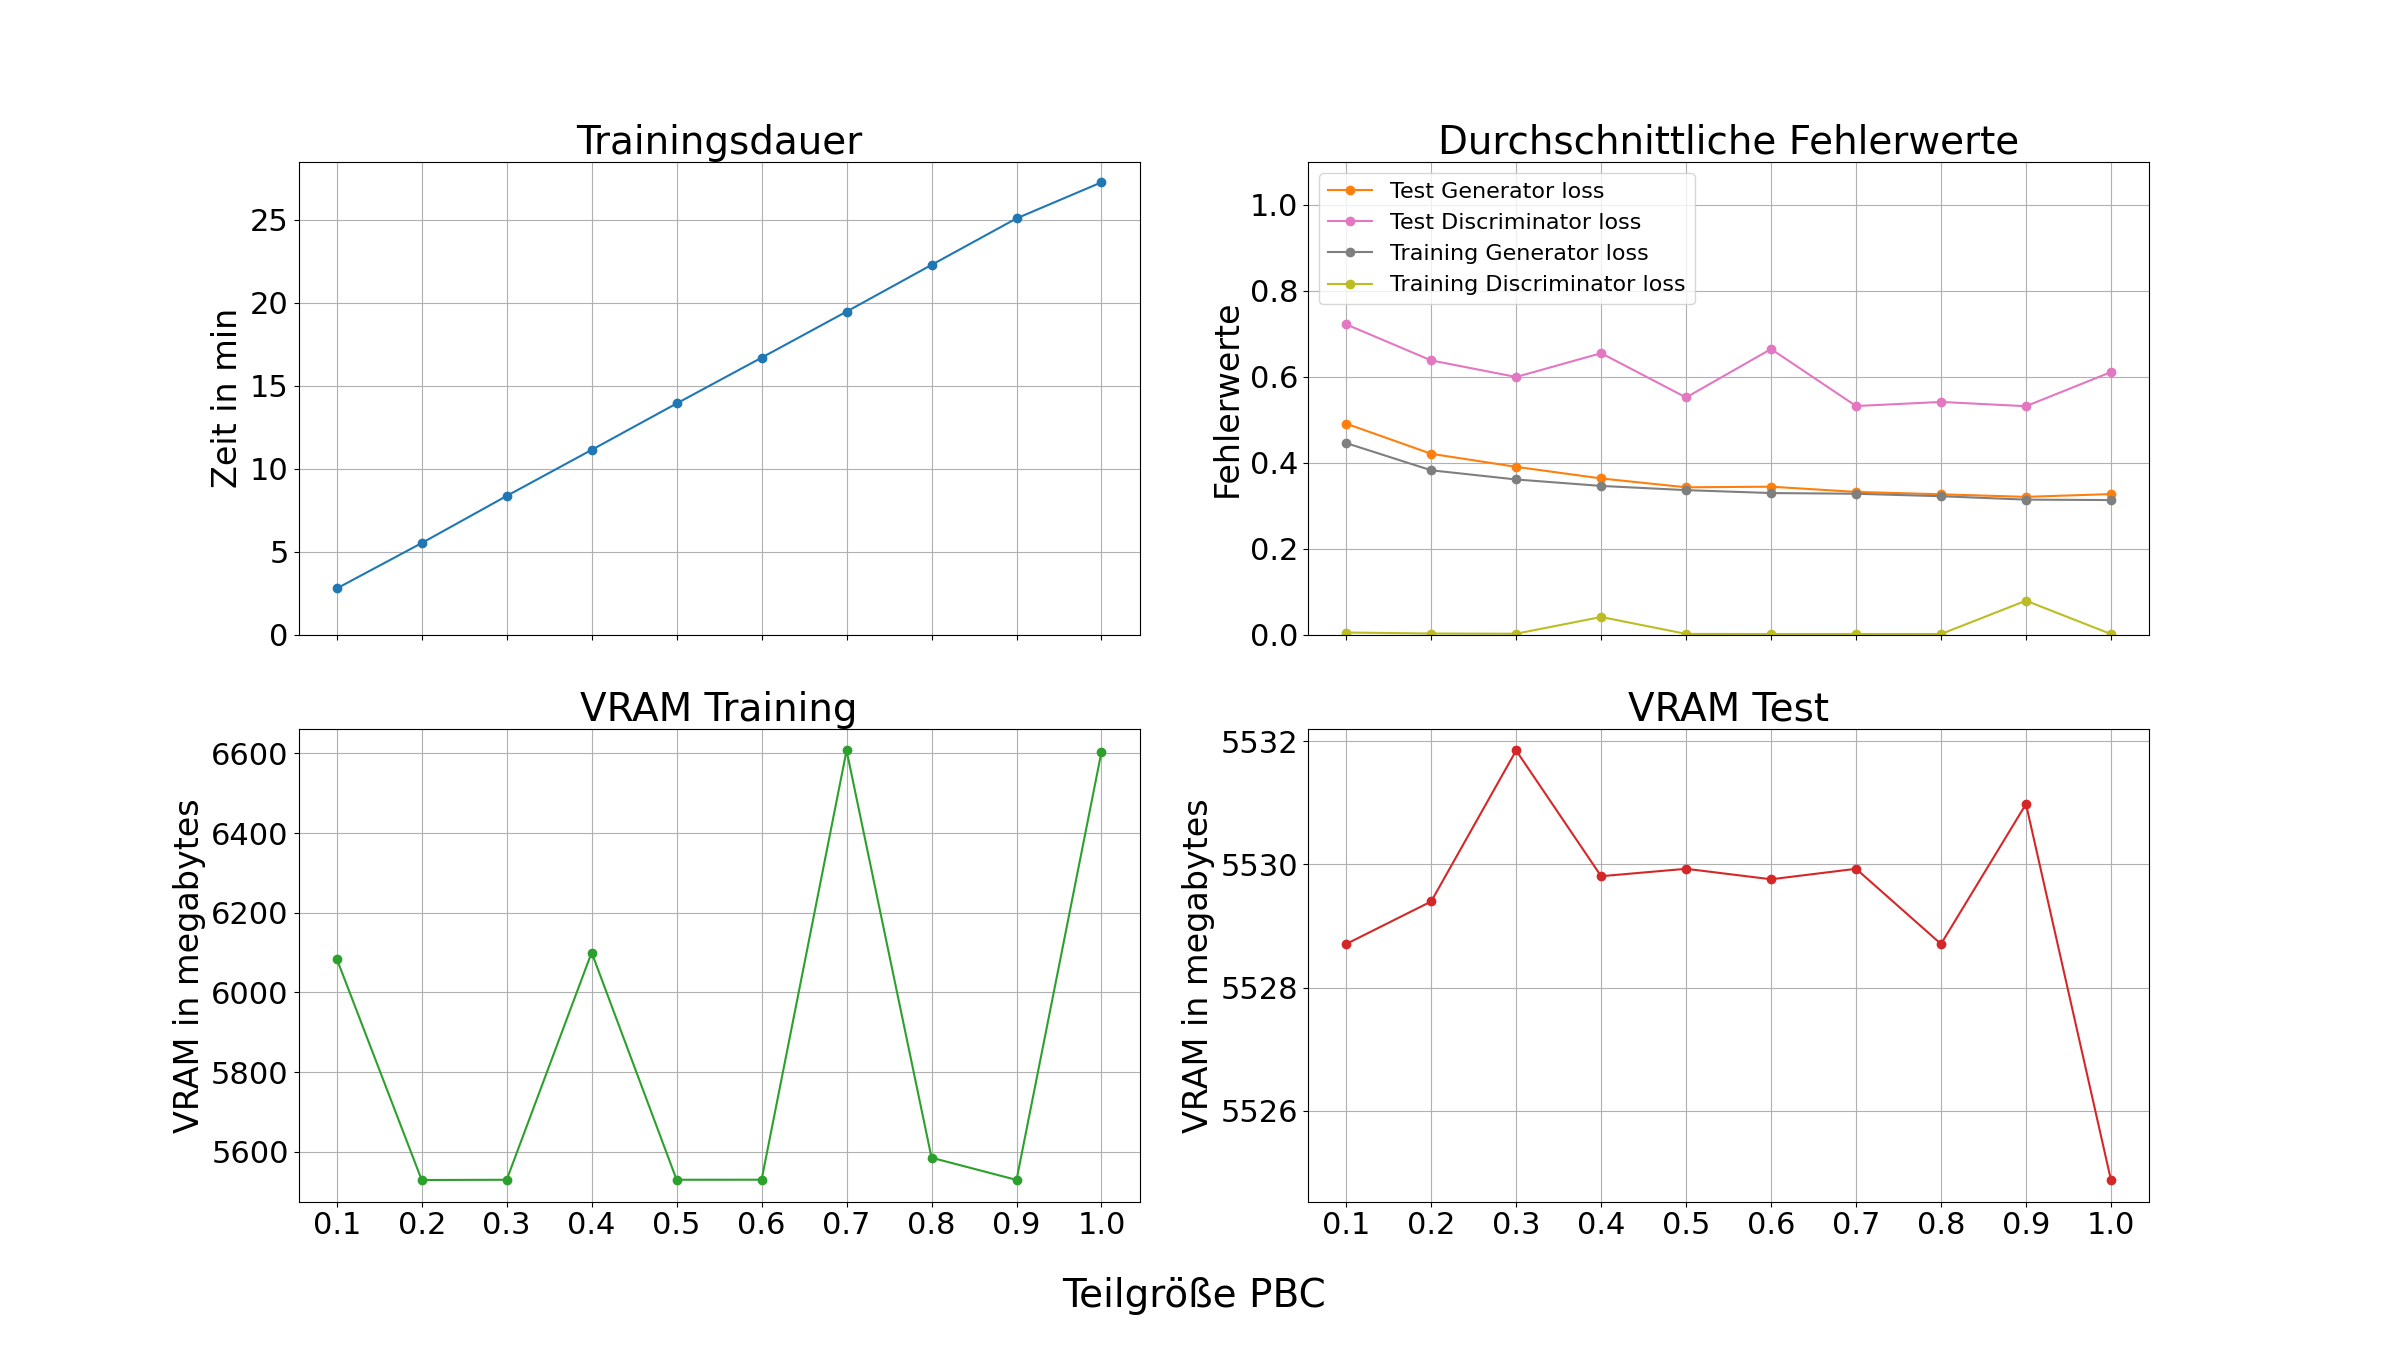 Trainingsdauer
Zeit in min
25
20
15
10
5
0
Durchschnittliche Fehlerwerte
Fehlerwerte
1.0
0.8
0.6
0.4
0.2
0.0
Test Generator loss
Test Discriminator loss
Training Generator loss
Training Discriminator loss
VRAM Training
VRAM in megabytes
6600
6400
6200
6000
5800
5600
0.1 0.2 0.3 0.4 0.5 0.6 0.7 0.8 0.9 1.0
VRAM Test
VRAM in megabytes
5532
5530
5528
5526
0.1 0.2 0.3 0.4 0.5 0.6 0.7 0.8 0.9 1.0
Teilgröße PBC